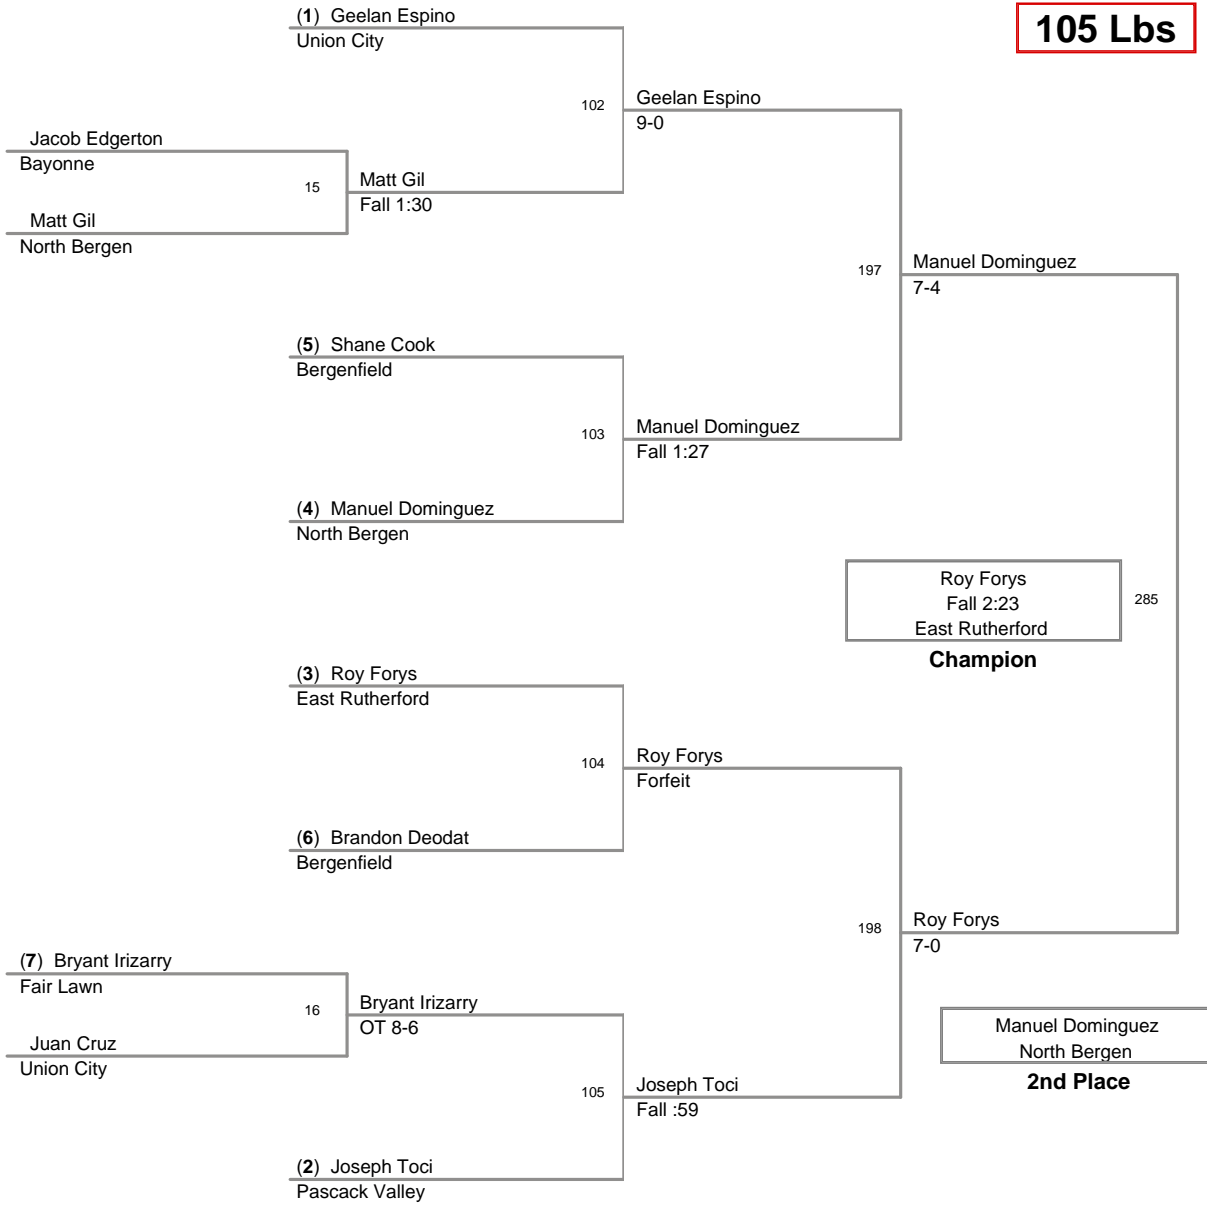 105 Lbs
(1) Geelan Espino
Union City
102
Geelan Espino
9-0
Jacob Edgerton
Bayonne
15
Matt Gil
Fall 1:30
Matt Gil
North Bergen
197
Manuel Dominguez
7-4
(5) Shane Cook
Bergenfield
103
Manuel Dominguez
Fall 1:27
(4) Manuel Dominguez
North Bergen
Roy Forys
Fall 2:23
East Rutherford
285
Champion
(3) Roy Forys
East Rutherford
104
Roy Forys
Forfeit
(6) Brandon Deodat
Bergenfield
198
Roy Forys
7-0
(7) Bryant Irizarry
Fair Lawn
16
Bryant Irizarry
OT 8-6
Juan Cruz
Union City
Manuel Dominguez
North Bergen
2nd Place
105
Joseph Toci
Fall :59
(2) Joseph Toci
Pascack Valley